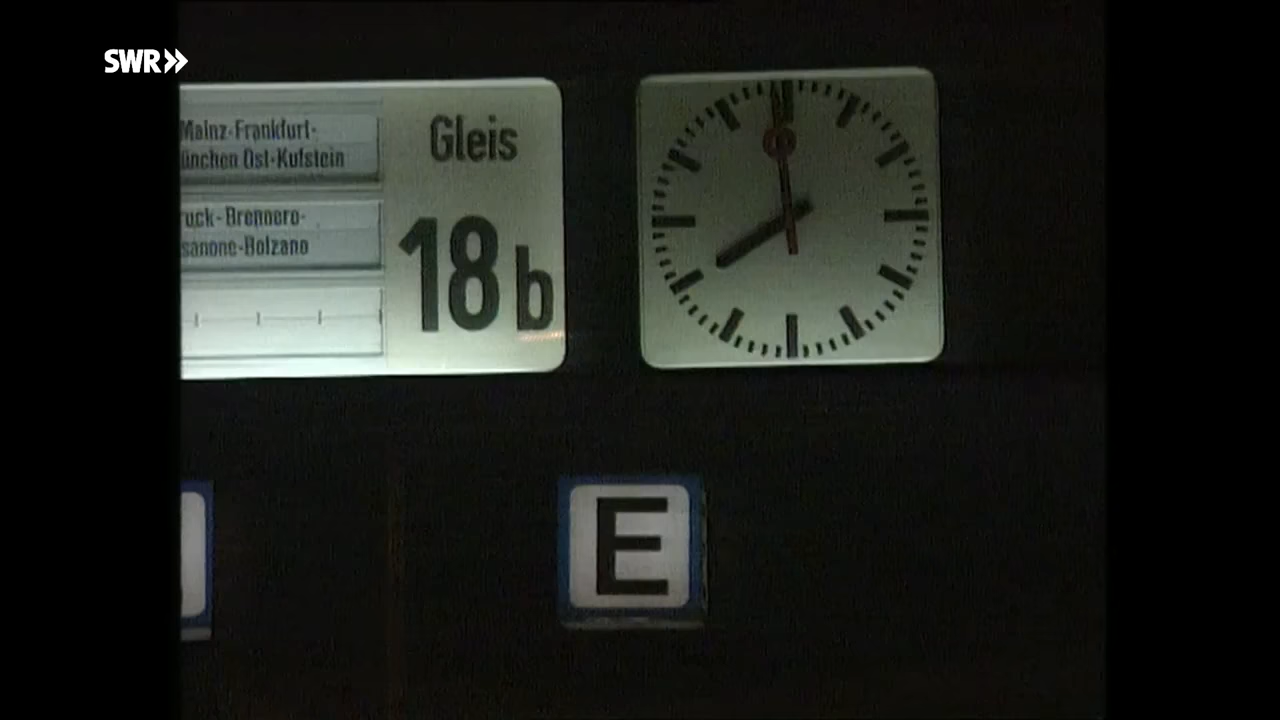 SWR
Mainz-Frankfurt-
ünchen Ost-Kufstein
ruck-Brennero-
sanone-Bolzano
Gleis
18 b
E